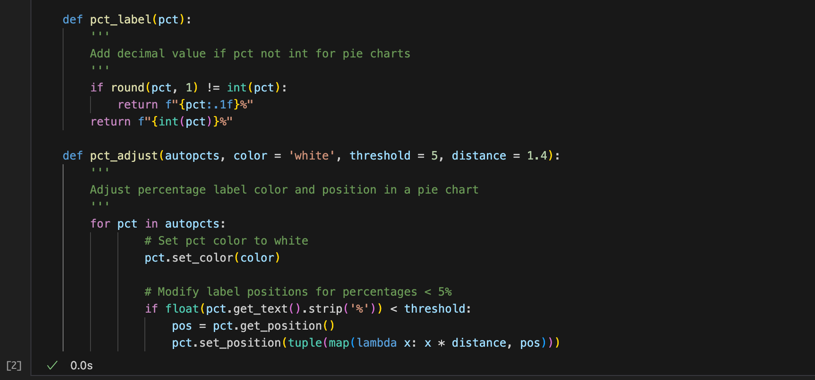 def pct_label(pct):
    '''
    Add decimal value if pct not int for pie charts
    '''
    if round(pct, 1) != int(pct):
        return f"{pct:.1f}%"
    return f"{int(pct)}%"

def pct_adjust(autopcts, color = 'white', threshold = 5, distance = 1.4):
    '''
    Adjust percentage label color and position in a pie chart
    '''
    for pct in autopcts:
            # Set pct color to white
            pct.set_color(color)

            # Modify label positions for percentages < 5%
            if float(pct.get_text().strip('%')) < threshold:
                pos = pct.get_position()
                pct.set_position(tuple(map(lambda x: x * distance, pos)))
[2] ✓ 0.0s